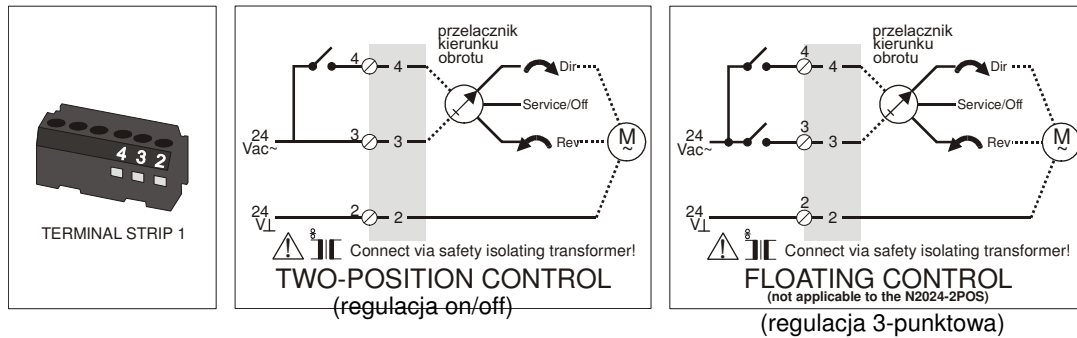 4 3 2
TERMINAL STRIP 1
przelacznik
kierunku
obrotu
4
4
Dir
Service/Off
24
Vac~
3
3
Rev
M
~
24
V⊥
2
2
Connect via safety isolating transformer!
TWO-POSITION CONTROL
(regulacja on/off)
przelacznik
kierunku
obrotu
4
4
Dir
Service/Off
24
Vac~
3
3
Rev
M
~
24
V⊥
2
2
Connect via safety isolating transformer!
FLOATING CONTROL
(not applicable to the N2024-2POS)
(regulacja 3-punktowa)